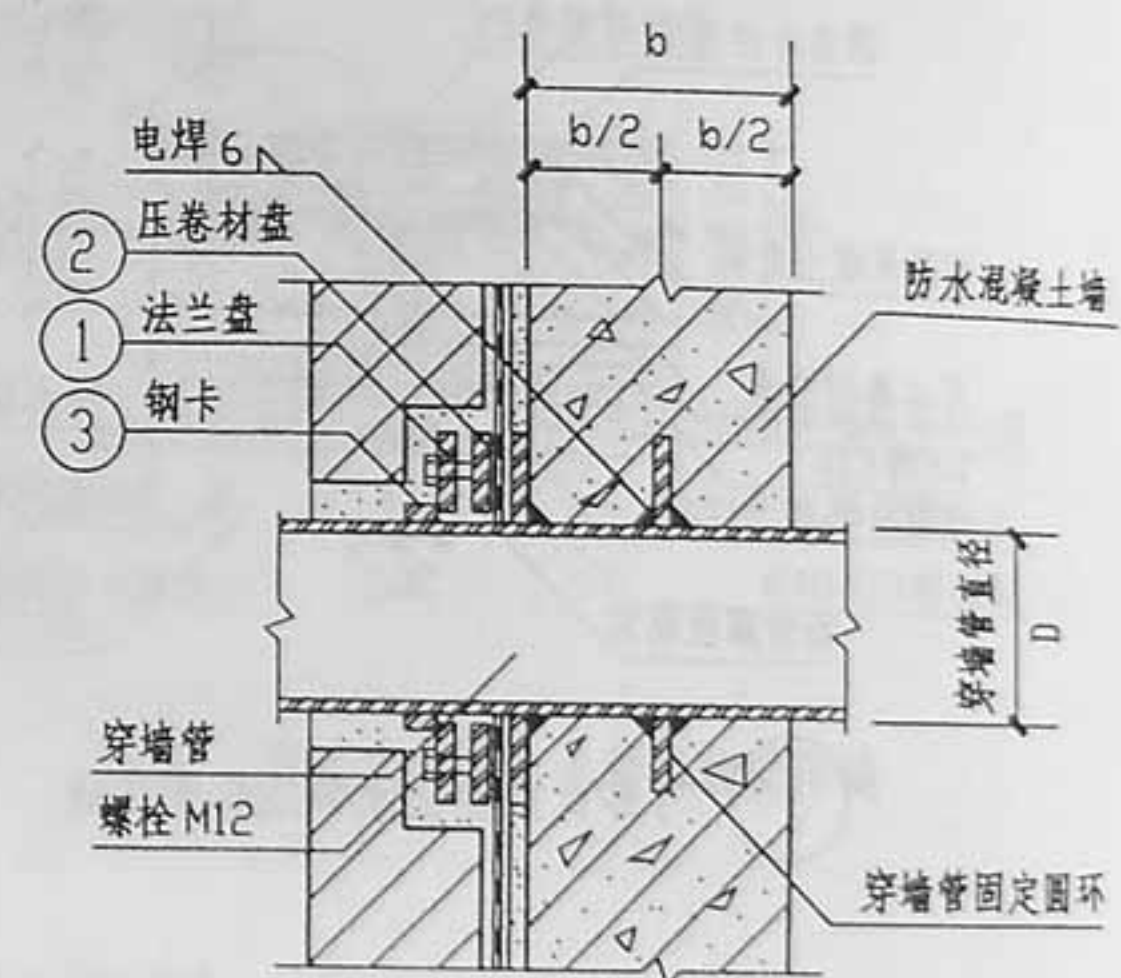 b
b/2 b/2
电焊 6
② 压卷材盘
① 法兰盘
③ 钢卡
防水混凝土墙
穿墙管直径
D
穿墙管
螺栓 M12
穿墙管固定圆环